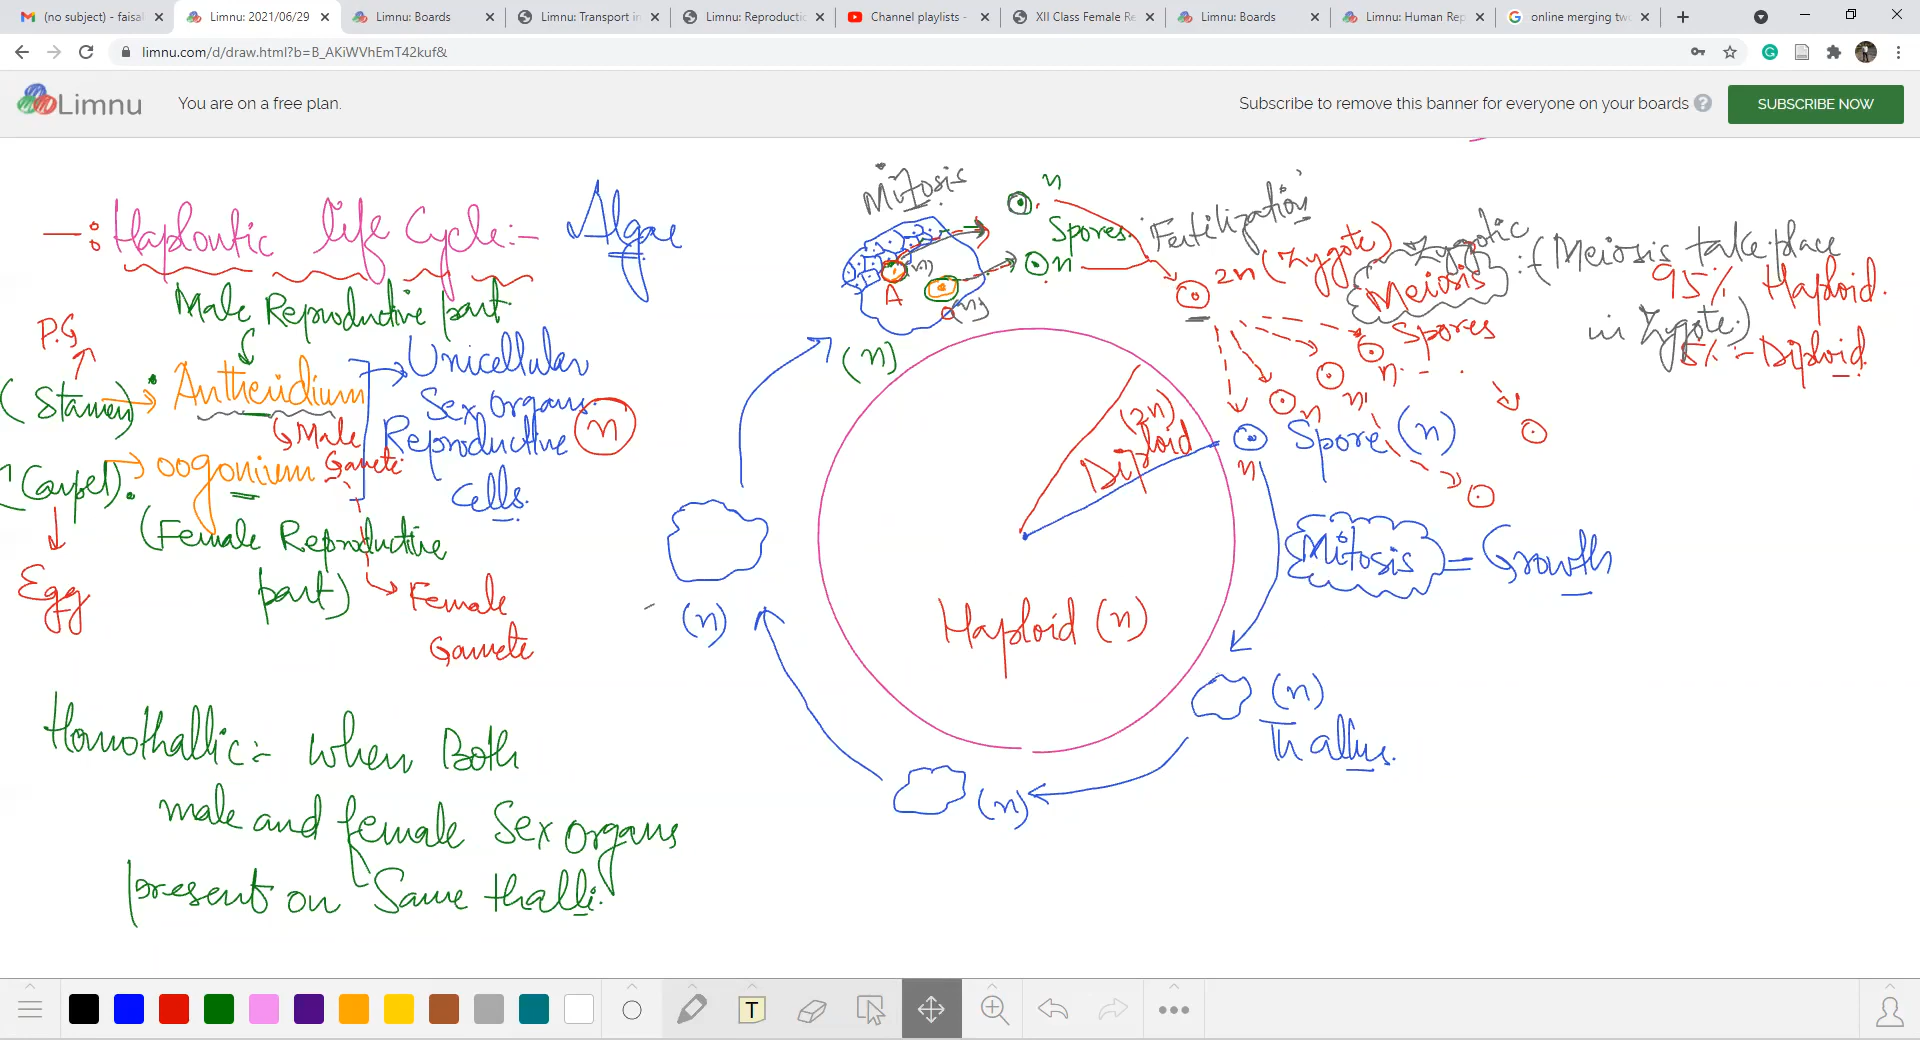 (no subject) - faisal
Limnu: 2021/06/29
Limnu: Boards
Limnu: Transport in
Limnu: Reproductio
Channel playlists -
XII Class Female Re
Limnu: Boards
Limnu: Human Rep
online merging two
limnu.com/d/draw.html?b=B_AKiWVhEmT42kuf&
Limnu
You are on a free plan.
Subscribe to remove this banner for everyone on your boards
SUBSCRIBE NOW
Haplontic life Cycle:- Algae
Male Reproductive part
P.G
(Stamen)
Antheridium
Male
Gamete
Unicellular
Sex organs
Reproductive
Cells.
n
(Carpel).
oogonium
(Female Reproductive
part)
Egg
Female
Gamete
Homothallic:- when Both
male and female Sex organs
present on Same thalli.
Mitosis
A
(n)
(n)
(n)
n
Spores.
n
Fertilization
2n (Zygote)
Zygotic
Meiosis
:(Meiosis take place
in Zygote.)
95% Haploid.
5% :- Diploid.
Spores
n
n
n
n
Spore (n)
(2n)
Diploid
Haploid (n)
Mitosis = Growth
(n)
Thallus.
(n)
(n)
T